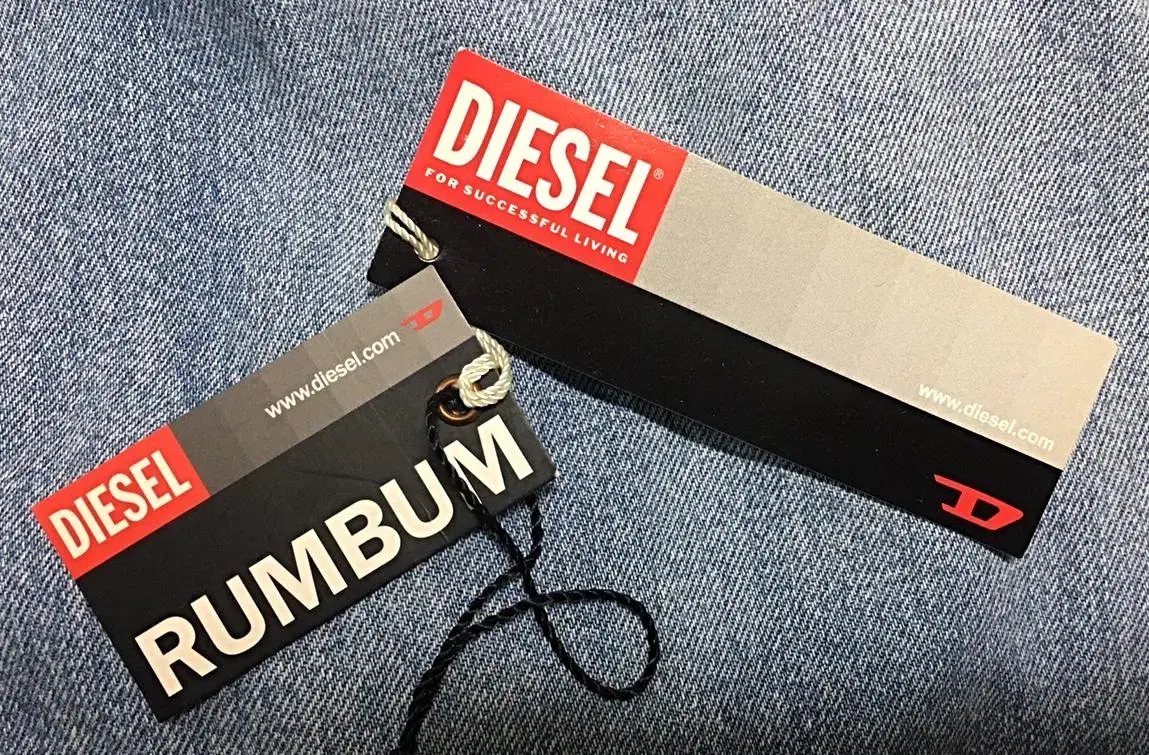 DIESEL®
FOR SUCCESSFUL LIVING
www.diesel.com
D
www.diesel.com D
DIESEL
RUMBUM